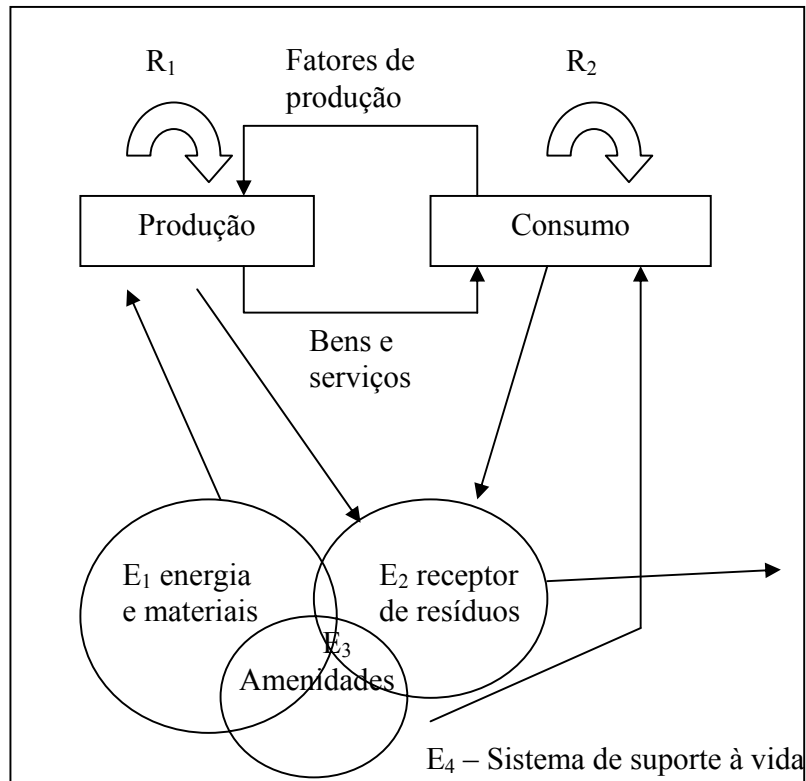 R₁
Fatores de
produção
R₂
Produção
Consumo
Bens e
serviços
E₁ energia
e materiais
E₂ receptor
de resíduos
E₃
Amenidades
E₄ – Sistema de suporte à vida